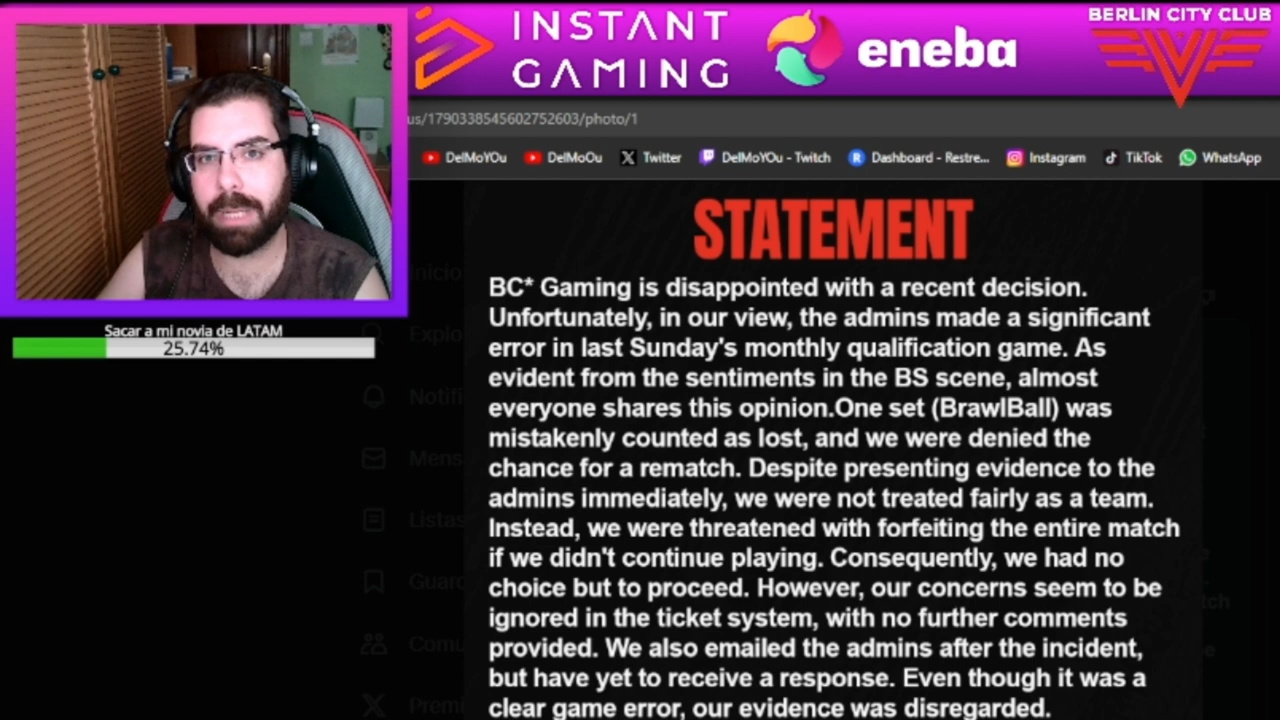 INSTANT
GAMING
eneba
BERLIN CITY CLUB
us/1790338545602752603/photo/1
DelMoYOu
DelMoOu
Twitter
DelMoYOu - Twitch
Dashboard - Restre...
Instagram
TikTok
WhatsApp
Sacar a mi novia de LATAM
25.74%
Inicio
Explo
Notifi
Mens
Listas
Guard
Comu
Premi
STATEMENT
BC* Gaming is disappointed with a recent decision.
Unfortunately, in our view, the admins made a significant
error in last Sunday's monthly qualification game. As
evident from the sentiments in the BS scene, almost
everyone shares this opinion.One set (BrawlBall) was
mistakenly counted as lost, and we were denied the
chance for a rematch. Despite presenting evidence to the
admins immediately, we were not treated fairly as a team.
Instead, we were threatened with forfeiting the entire match
if we didn't continue playing. Consequently, we had no
choice but to proceed. However, our concerns seem to be
ignored in the ticket system, with no further comments
provided. We also emailed the admins after the incident,
but have yet to receive a response. Even though it was a
clear game error, our evidence was disregarded.